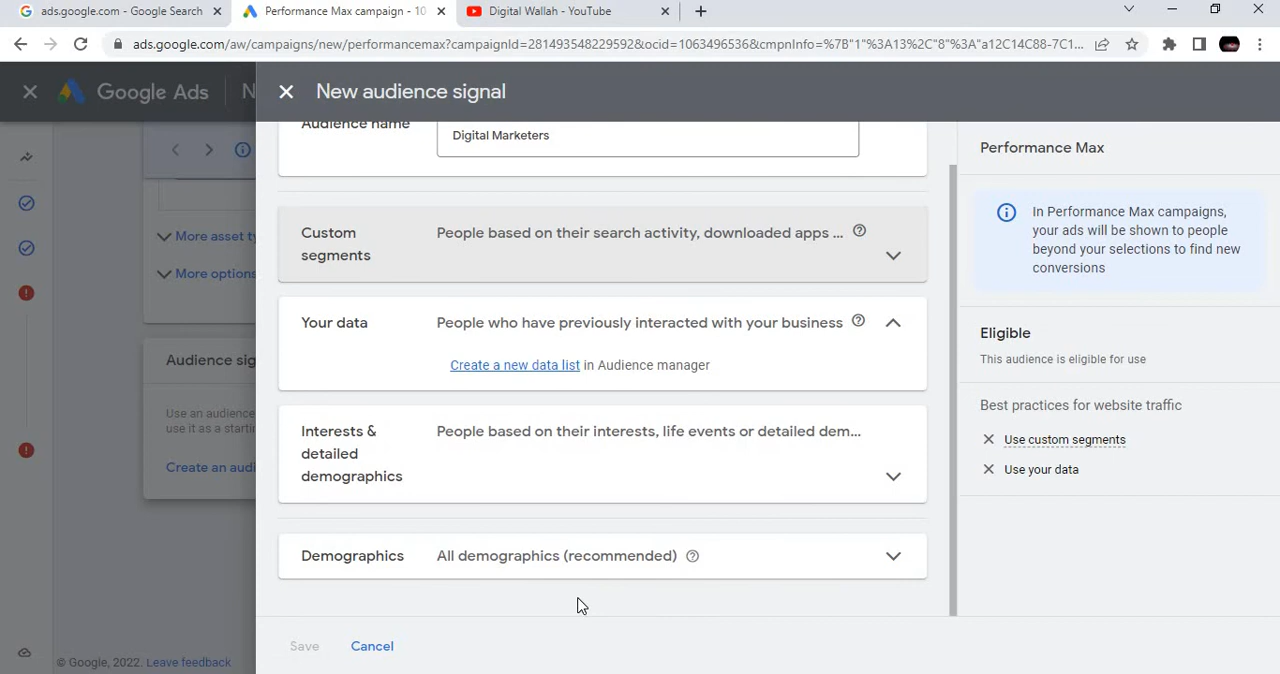 ads.google.com - Google Search
Performance Max campaign - 10
Digital Wallah - YouTube
ads.google.com/aw/campaigns/new/performancemax?campaignId=281493548229592&ocid=1063496536&cmpnInfo=%7B"1"%3A13%2C"8"%3A"a12C14C88-7C1...
Google Ads
N
New audience signal
Audience name
Digital Marketers
Performance Max
In Performance Max campaigns,
your ads will be shown to people
beyond your selections to find new
conversions
Custom
segments
People based on their search activity, downloaded apps ...
More asset ty
More options
Your data
People who have previously interacted with your business
Create a new data list in Audience manager
Eligible
This audience is eligible for use
Audience sig
Use an audience
use it as a startin
Create an audi
Best practices for website traffic
Use custom segments
Use your data
Interests &
detailed
demographics
People based on their interests, life events or detailed dem...
Demographics
All demographics (recommended)
Save
Cancel
© Google, 2022. Leave feedback